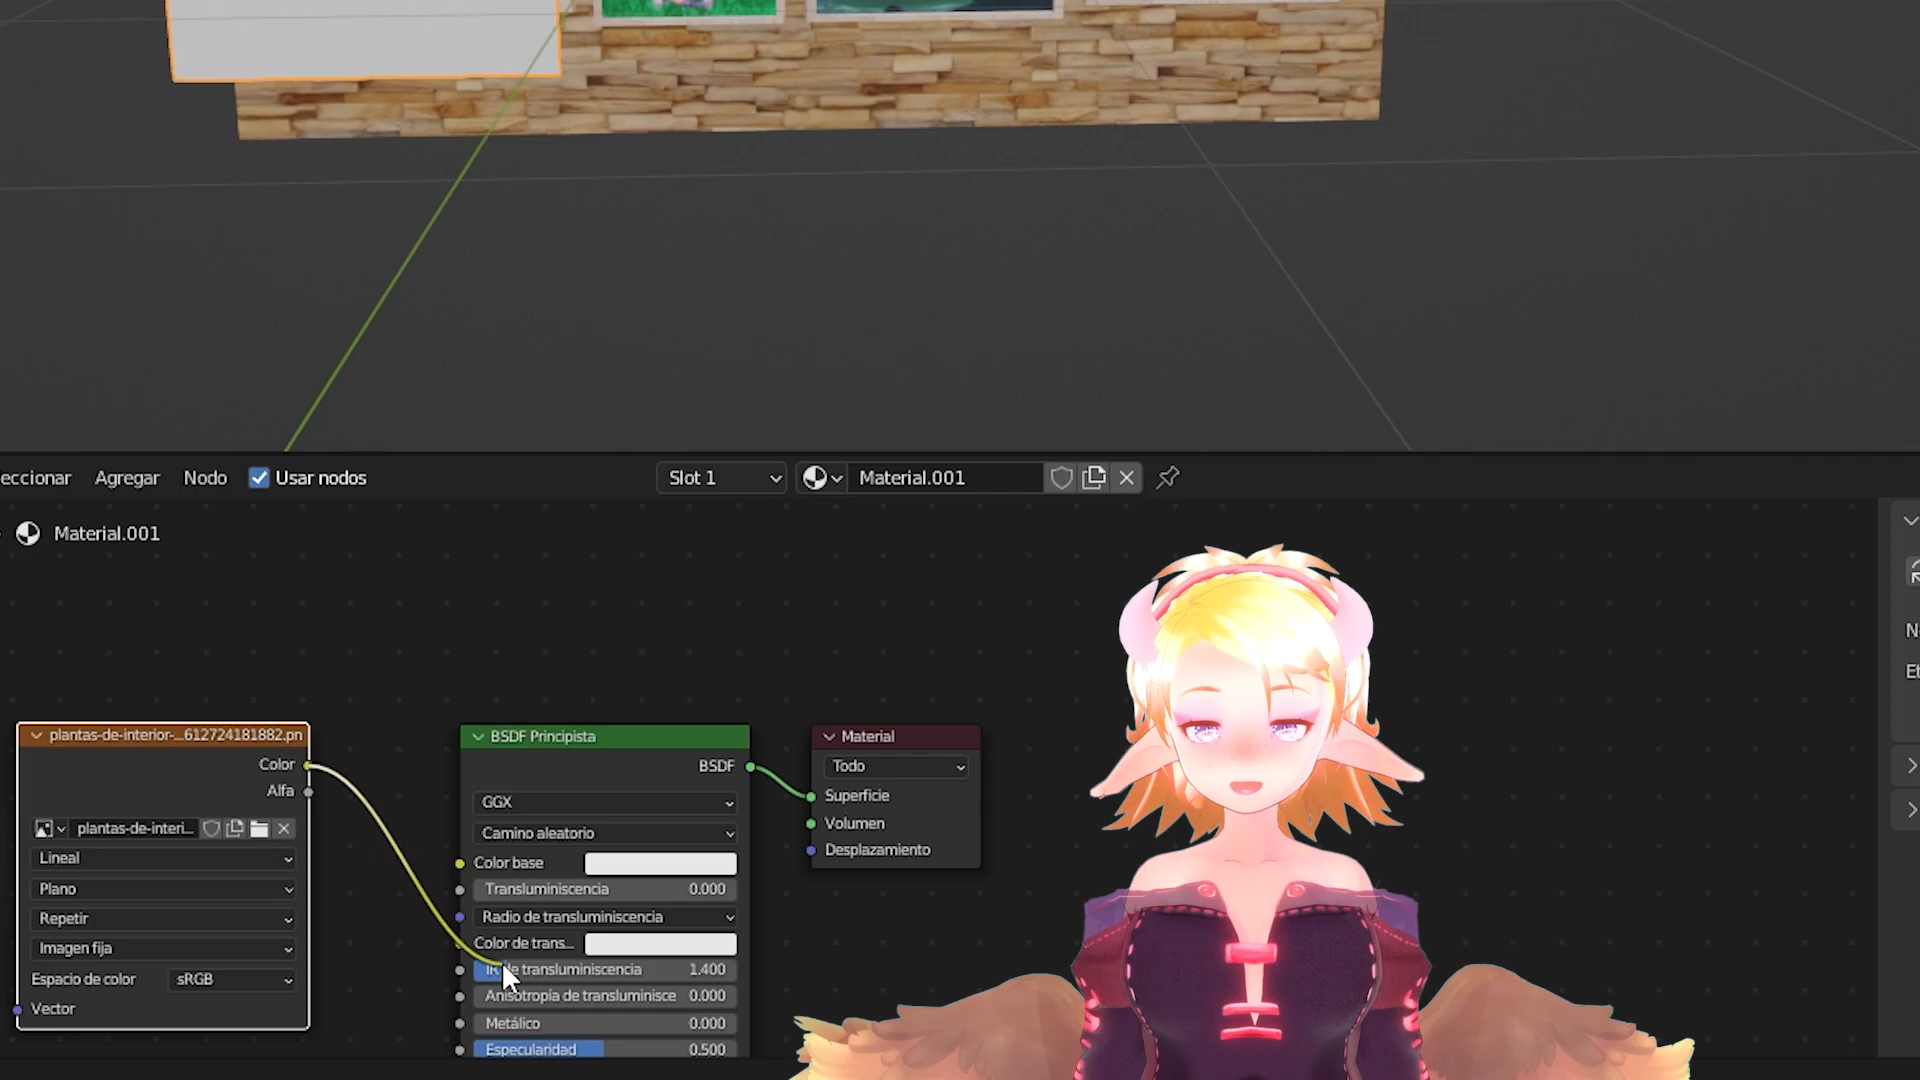 eccionar Agregar Nodo Usar nodos Slot 1 Material.001
Material.001
plantas-de-interior-...612724181882.pn
Color
Alfa
plantas-de-interi...
Lineal
Plano
Repetir
Imagen fija
Espacio de color sRGB
Vector
BSDF Principista
BSDF
GGX
Camino aleatorio
Color base
Transluminiscencia 0.000
Radio de transluminiscencia
Color de trans...
IR de transluminiscencia 1.400
Anisotropía de transluminisce 0.000
Metálico 0.000
Especularidad 0.500
Material
Todo
Superficie
Volumen
Desplazamiento
N
Et